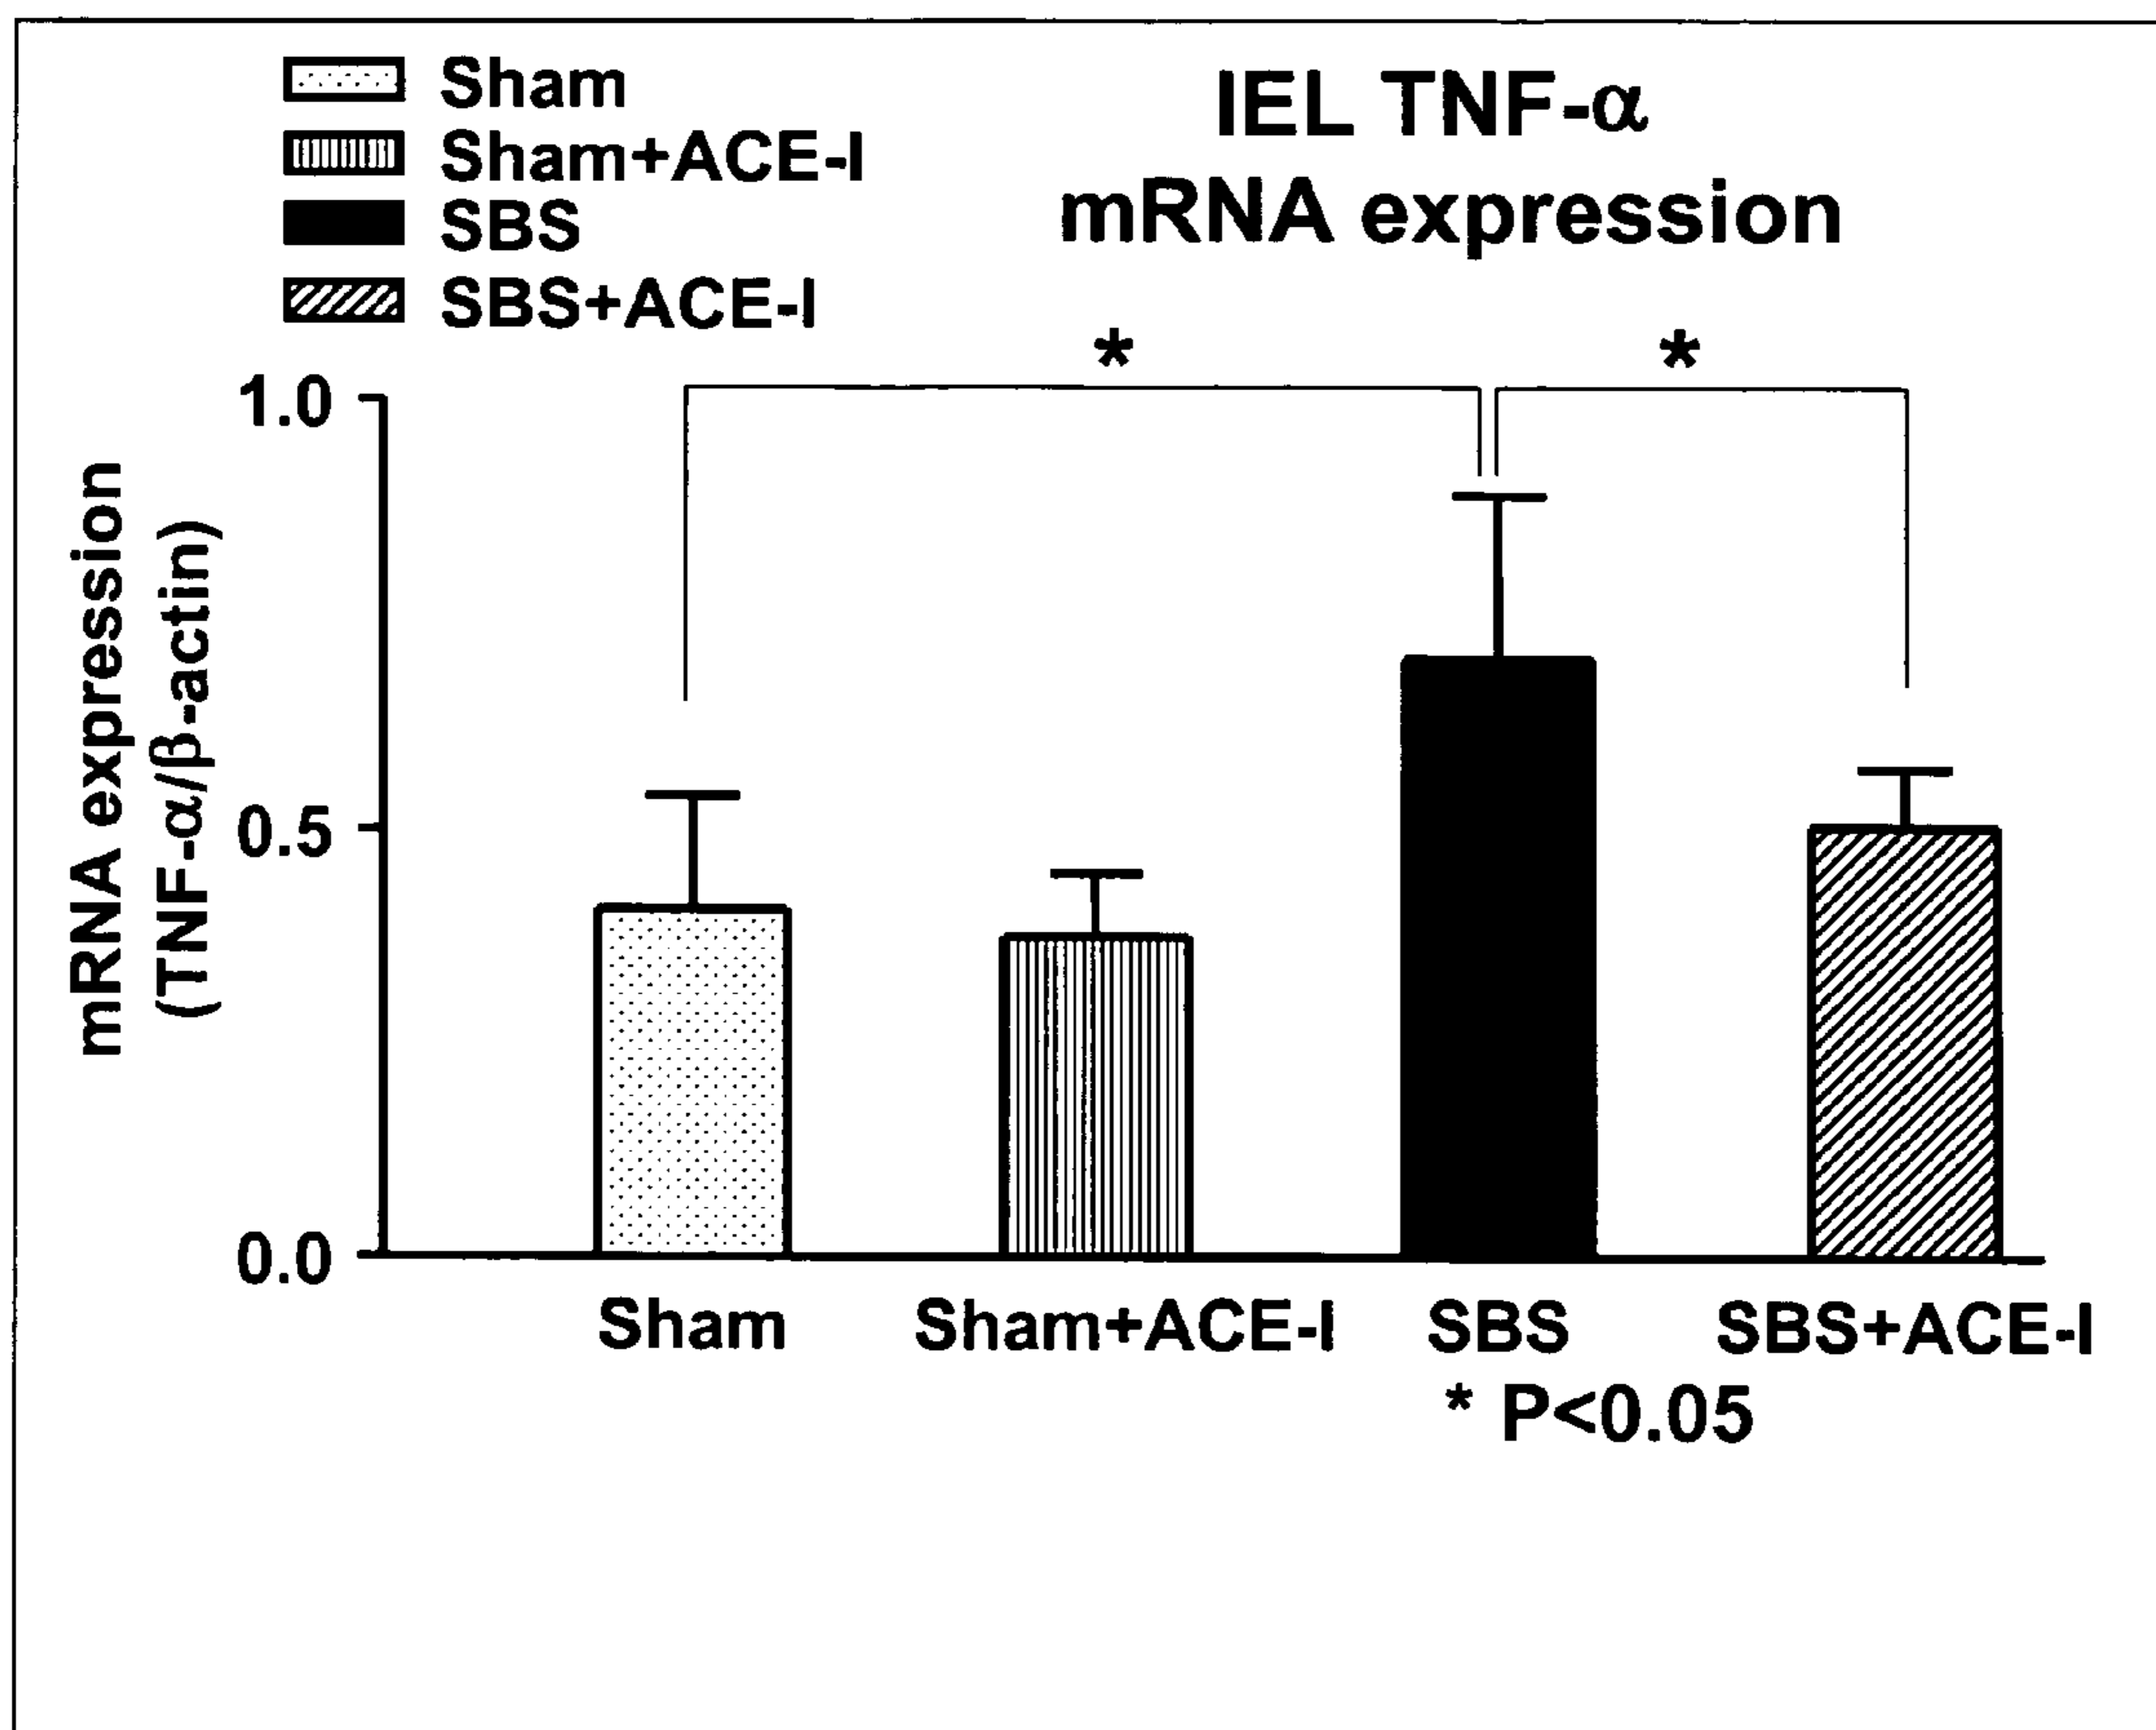 Sham
Sham+ACE-I
SBS
SBS+ACE-I
IEL TNF-α
mRNA expression
*
*
1.0
0.5
0.0
mRNA expression
(TNF-α/β-actin)
Sham
Sham+ACE-I
SBS
SBS+ACE-I
* P<0.05